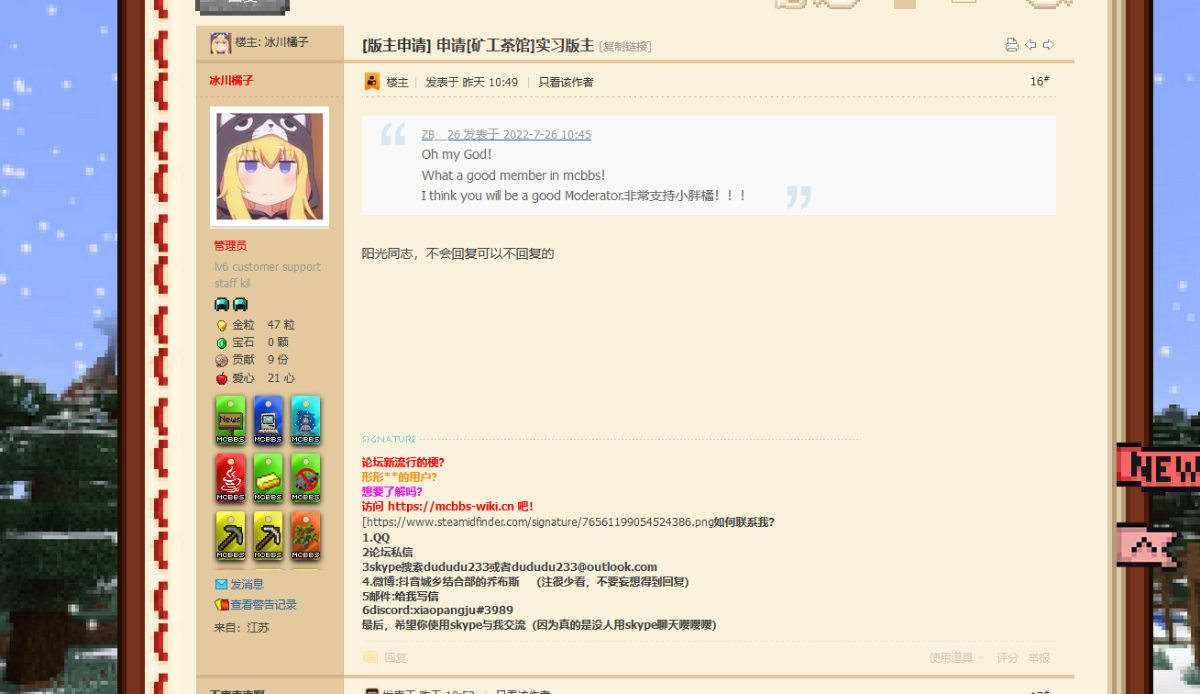 楼主: 冰川橘子
[版主申请] 申请[矿工茶馆]实习版主 [复制链接]
冰川橘子
楼主 | 发表于 昨天 10:49 | 只看该作者
16#
ZB__26 发表于 2022-7-26 10:45
Oh my God!
What a good member in mcbbs!
I think you will be a good Moderator.非常支持小胖橘！！！
阳光同志，不会回复可以不回复的
管理员
lv6 customer support
staff kil
金粒 47 粒
宝石 0 颗
贡献 9 份
爱心 21 心
News
MCBBS MCBBS MCBBS
MCBBS MCBBS MCBBS
MCBBS MCBBS MCBBS
发消息
查看警告记录
来自: 江苏
SIGNATURE
论坛新流行的梗?
形形**的用户?
想要了解吗?
访问 https://mcbbs-wiki.cn 吧!
[https://www.steamidfinder.com/signature/76561199054524386.png如何联系我?
1.QQ
2论坛私信
3skype搜索dududu233或者dududu233@outlook.com
4.微博:抖音城乡结合部的乔布斯 （注很少看，不要妄想得到回复）
5邮件:给我写信
6discord:xiaopangju#3989
最后，希望你使用skype与我交流（因为真的是没人用skype聊天嘤嘤嘤）
回复
使用道具 评分 举报
NEW